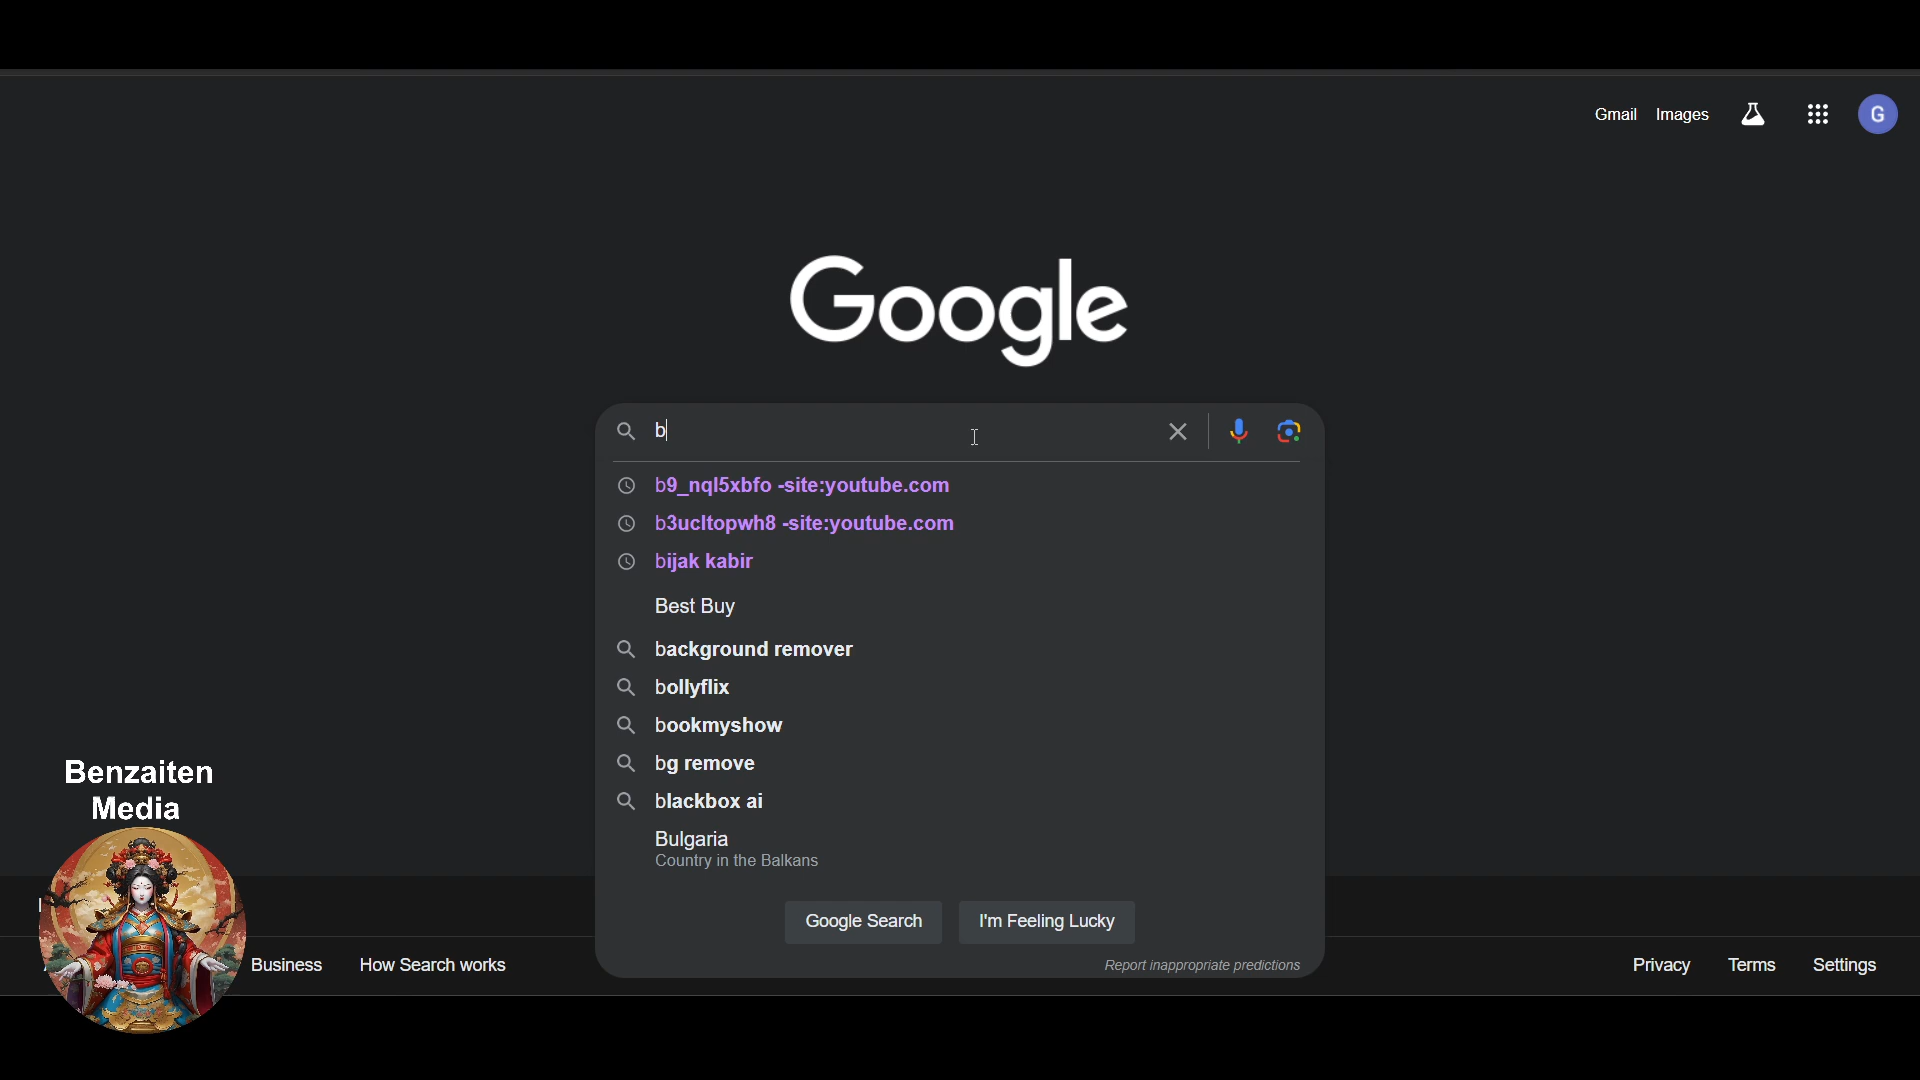 Gmail Images
G
Google
b
b9_nql5xbfo -site:youtube.com
b3ucltopwh8 -site:youtube.com
bijak kabir
Best Buy
background remover
bollyflix
bookmyshow
bg remove
blackbox ai
Bulgaria
Country in the Balkans
Google Search I'm Feeling Lucky
Report inappropriate predictions
Benzaiten
Media
Business How Search works Privacy Terms Settings